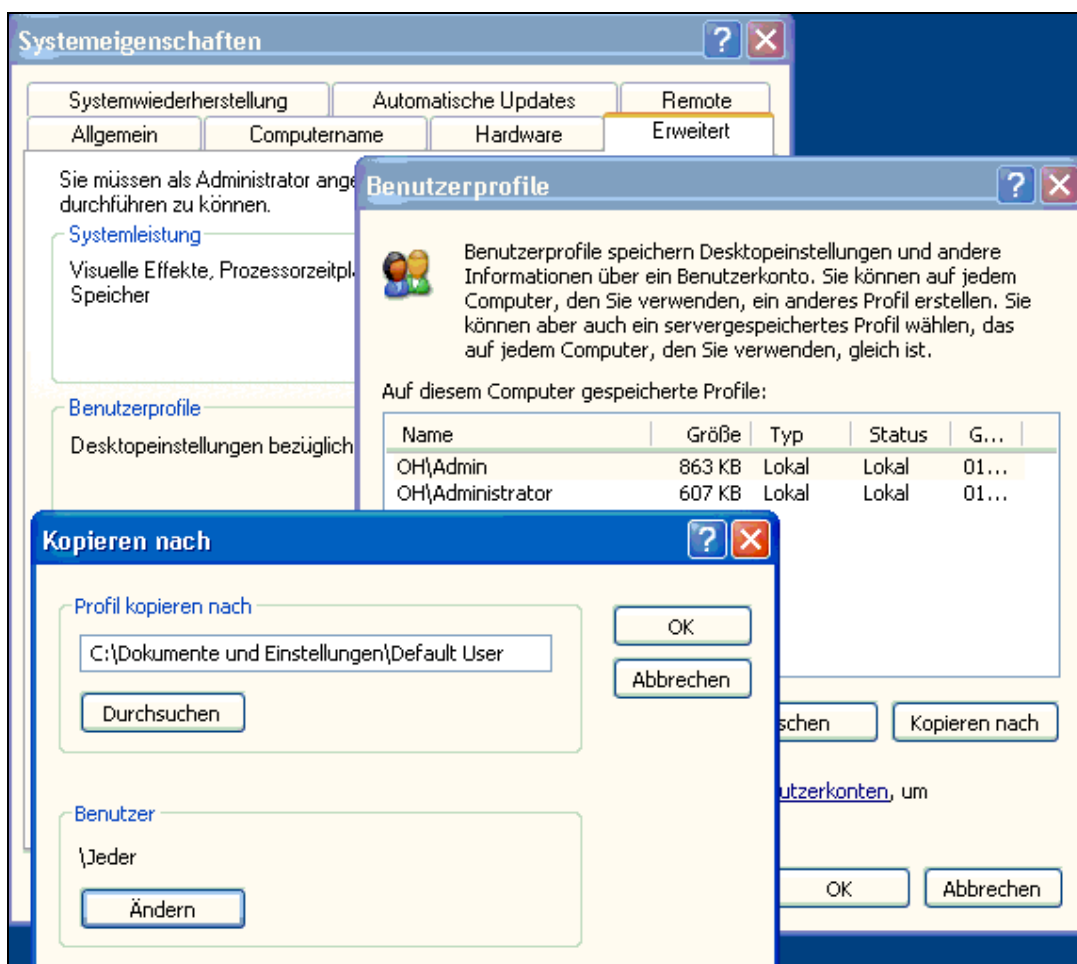 Systemeigenschaften
Systemwiederherstellung Automatische Updates Remote
Allgemein Computername Hardware Erweitert
Sie müssen als Administrator ange
durchführen zu können.
Systemleistung
Visuelle Effekte, Prozessorzeitpl
Speicher
Benutzerprofile
Desktopeinstellungen bezüglich
Benutzerprofile
Benutzerprofile speichern Desktopeinstellungen und andere
Informationen über ein Benutzerkonto. Sie können auf jedem
Computer, den Sie verwenden, ein anderes Profil erstellen. Sie
können aber auch ein servergespeichertes Profil wählen, das
auf jedem Computer, den Sie verwenden, gleich ist.
Auf diesem Computer gespeicherte Profile:
Name Größe Typ Status G...
OH\Admin 863 KB Lokal Lokal 01...
OH\Administrator 607 KB Lokal Lokal 01...
schen Kopieren nach
utzerkonten, um
OK Abbrechen
Kopieren nach
Profil kopieren nach
C:\Dokumente und Einstellungen\Default User
Durchsuchen
OK
Abbrechen
Benutzer
\Jeder
Ändern